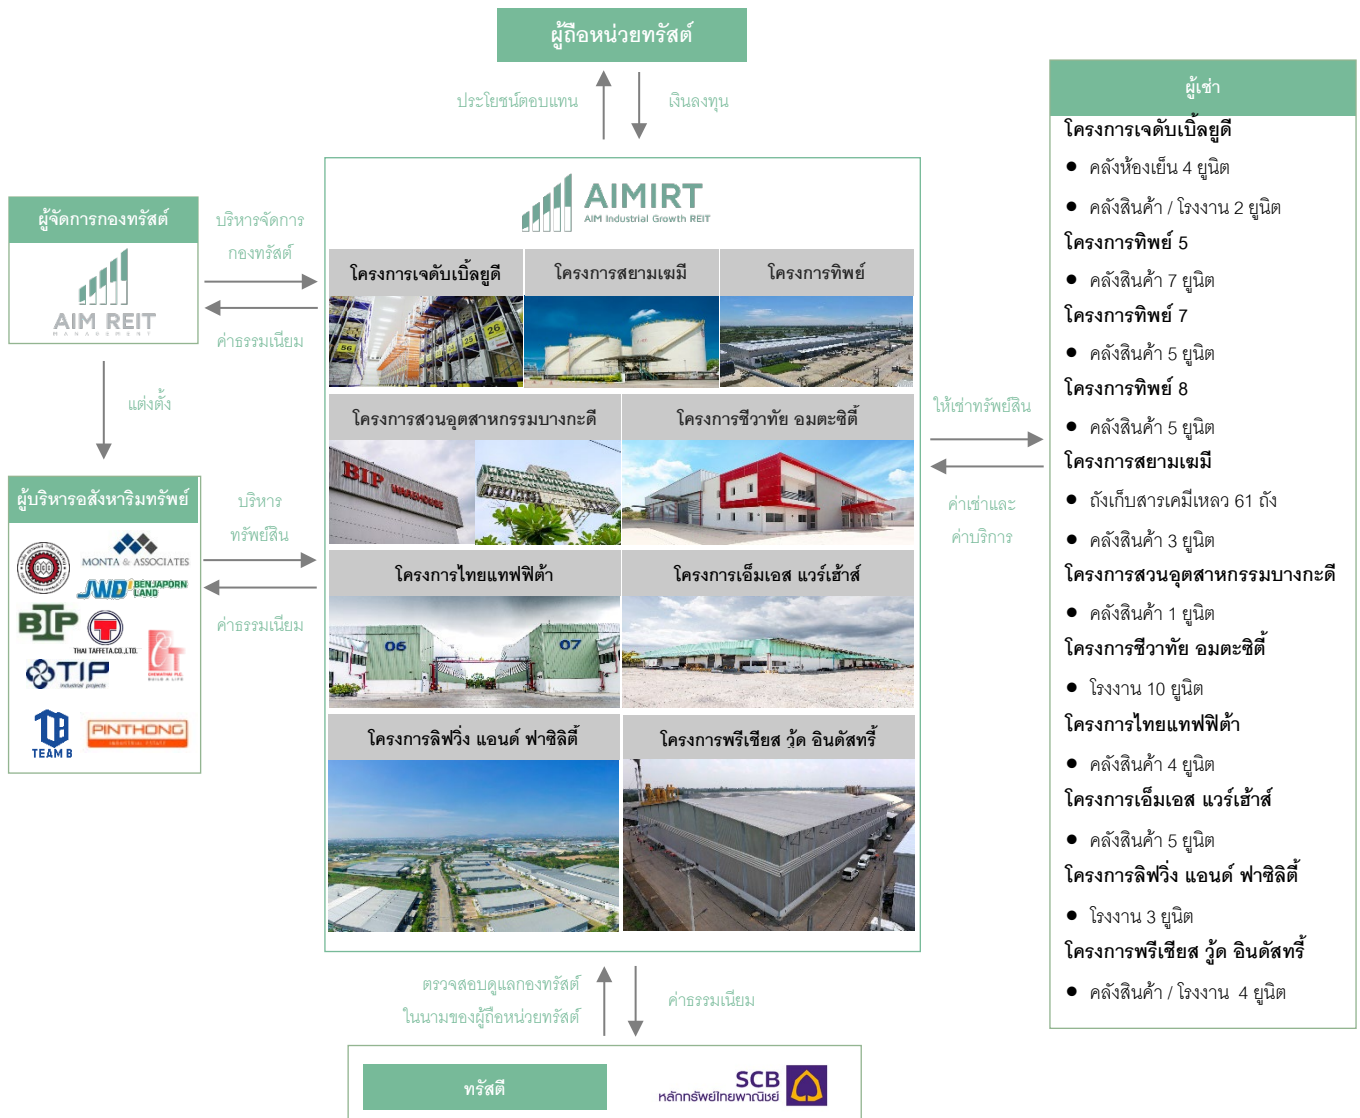 ผู้ถือหน่วยทรัสต์
ประโยชน์ตอบแทน
เงินลงทุน
AIMIRT
AIM Industrial Growth REIT
ผู้จัดการกองทรัสต์
AIM REIT
MANAGEMENT
บริหารจัดการ
กองทรัสต์
ค่าธรรมเนียม
แต่งตั้ง
ผู้บริหารอสังหาริมทรัพย์
MONTA & ASSOCIATES
JWD
BENJAPORN
LAND
BIP
T
THAI TAFFETA.CO.,LTD.
CT
CHEWATHAI PLC.
BUILD A LIFE
TIP
industrial projects
TEAM B
PINTHONG
INDUSTRIAL ESTATE
บริหาร
ทรัพย์สิน
ค่าธรรมเนียม
โครงการเจดับเบิ้ลยูดี
โครงการสยามเฆมี
โครงการทิพย์
56
25
26
โครงการสวนอุตสาหกรรมบางกะดี
โครงการชีวาทัย อมตะซิตี้
BIP WAREHOUSE
โครงการไทยแทฟฟิต้า
โครงการเอ็มเอส แวร์เฮ้าส์
06
07
โครงการลิฟวิ่ง แอนด์ ฟาซิลิตี้
โครงการพรีเชียส วู้ด อินดัสทรี้
ให้เช่าทรัพย์สิน
ค่าเช่าและ
ค่าบริการ
ผู้เช่า
โครงการเจดับเบิ้ลยูดี
● คลังห้องเย็น 4 ยูนิต
● คลังสินค้า / โรงงาน 2 ยูนิต
โครงการทิพย์ 5
● คลังสินค้า 7 ยูนิต
โครงการทิพย์ 7
● คลังสินค้า 5 ยูนิต
โครงการทิพย์ 8
● คลังสินค้า 5 ยูนิต
โครงการสยามเฆมี
● ถังเก็บสารเคมีเหลว 61 ถัง
● คลังสินค้า 3 ยูนิต
โครงการสวนอุตสาหกรรมบางกะดี
● คลังสินค้า 1 ยูนิต
โครงการชีวาทัย อมตะซิตี้
● โรงงาน 10 ยูนิต
โครงการไทยแทฟฟิต้า
● คลังสินค้า 4 ยูนิต
โครงการเอ็มเอส แวร์เฮ้าส์
● คลังสินค้า 5 ยูนิต
โครงการลิฟวิ่ง แอนด์ ฟาซิลิตี้
● โรงงาน 3 ยูนิต
โครงการพรีเชียส วู้ด อินดัสทรี้
● คลังสินค้า / โรงงาน 4 ยูนิต
ตรวจสอบดูแลกองทรัสต์
ในนามของผู้ถือหน่วยทรัสต์
ค่าธรรมเนียม
ทรัสตี
SCB
หลักทรัพย์ไทยพาณิชย์